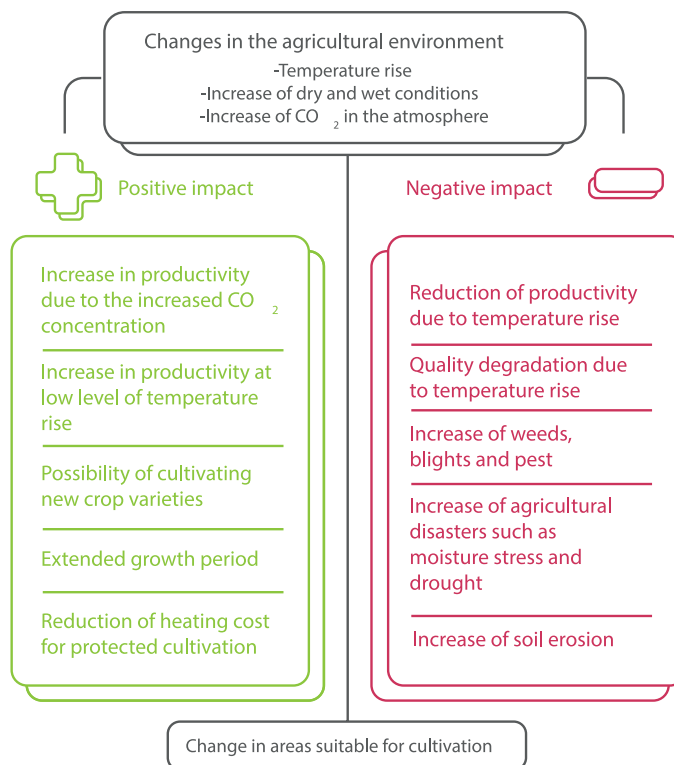 Changes in the agricultural environment
-Temperature rise
-Increase of dry and wet conditions
-Increase of CO 2 in the atmosphere
Positive impact
Increase in productivity
due to the increased CO 2
concentration
Increase in productivity at
low level of temperature
rise
Possibility of cultivating
new crop varieties
Extended growth period
Reduction of heating cost
for protected cultivation
Negative impact
Reduction of productivity
due to temperature rise
Quality degradation due
to temperature rise
Increase of weeds,
blights and pest
Increase of agricultural
disasters such as
moisture stress and
drought
Increase of soil erosion
Change in areas suitable for cultivation